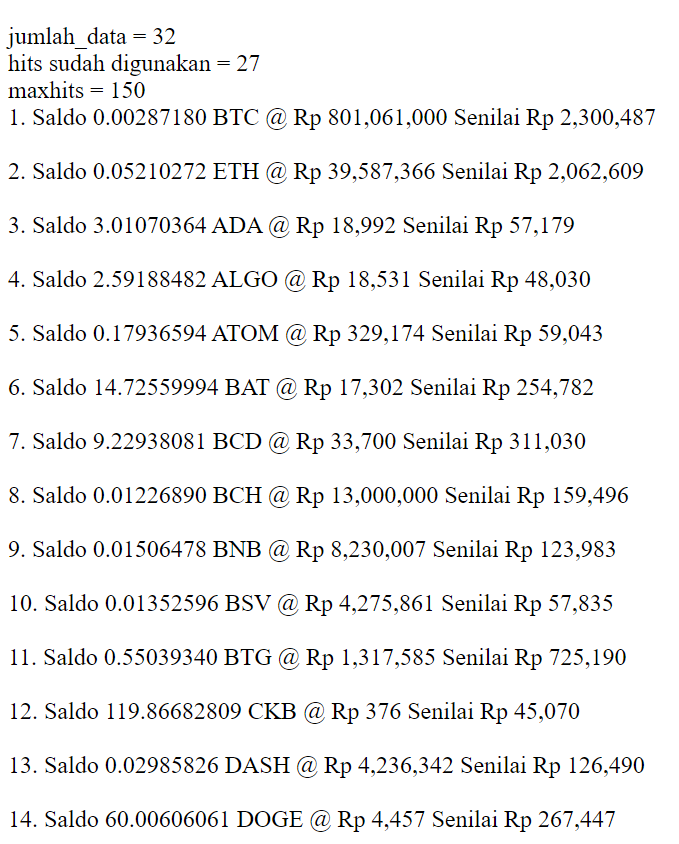 jumlah_data = 32
hits sudah digunakan = 27
maxhits = 150
1. Saldo 0.00287180 BTC @ Rp 801,061,000 Senilai Rp 2,300,487
2. Saldo 0.05210272 ETH @ Rp 39,587,366 Senilai Rp 2,062,609
3. Saldo 3.01070364 ADA @ Rp 18,992 Senilai Rp 57,179
4. Saldo 2.59188482 ALGO @ Rp 18,531 Senilai Rp 48,030
5. Saldo 0.17936594 ATOM @ Rp 329,174 Senilai Rp 59,043
6. Saldo 14.72559994 BAT @ Rp 17,302 Senilai Rp 254,782
7. Saldo 9.22938081 BCD @ Rp 33,700 Senilai Rp 311,030
8. Saldo 0.01226890 BCH @ Rp 13,000,000 Senilai Rp 159,496
9. Saldo 0.01506478 BNB @ Rp 8,230,007 Senilai Rp 123,983
10. Saldo 0.01352596 BSV @ Rp 4,275,861 Senilai Rp 57,835
11. Saldo 0.55039340 BTG @ Rp 1,317,585 Senilai Rp 725,190
12. Saldo 119.86682809 CKB @ Rp 376 Senilai Rp 45,070
13. Saldo 0.02985826 DASH @ Rp 4,236,342 Senilai Rp 126,490
14. Saldo 60.00606061 DOGE @ Rp 4,457 Senilai Rp 267,447